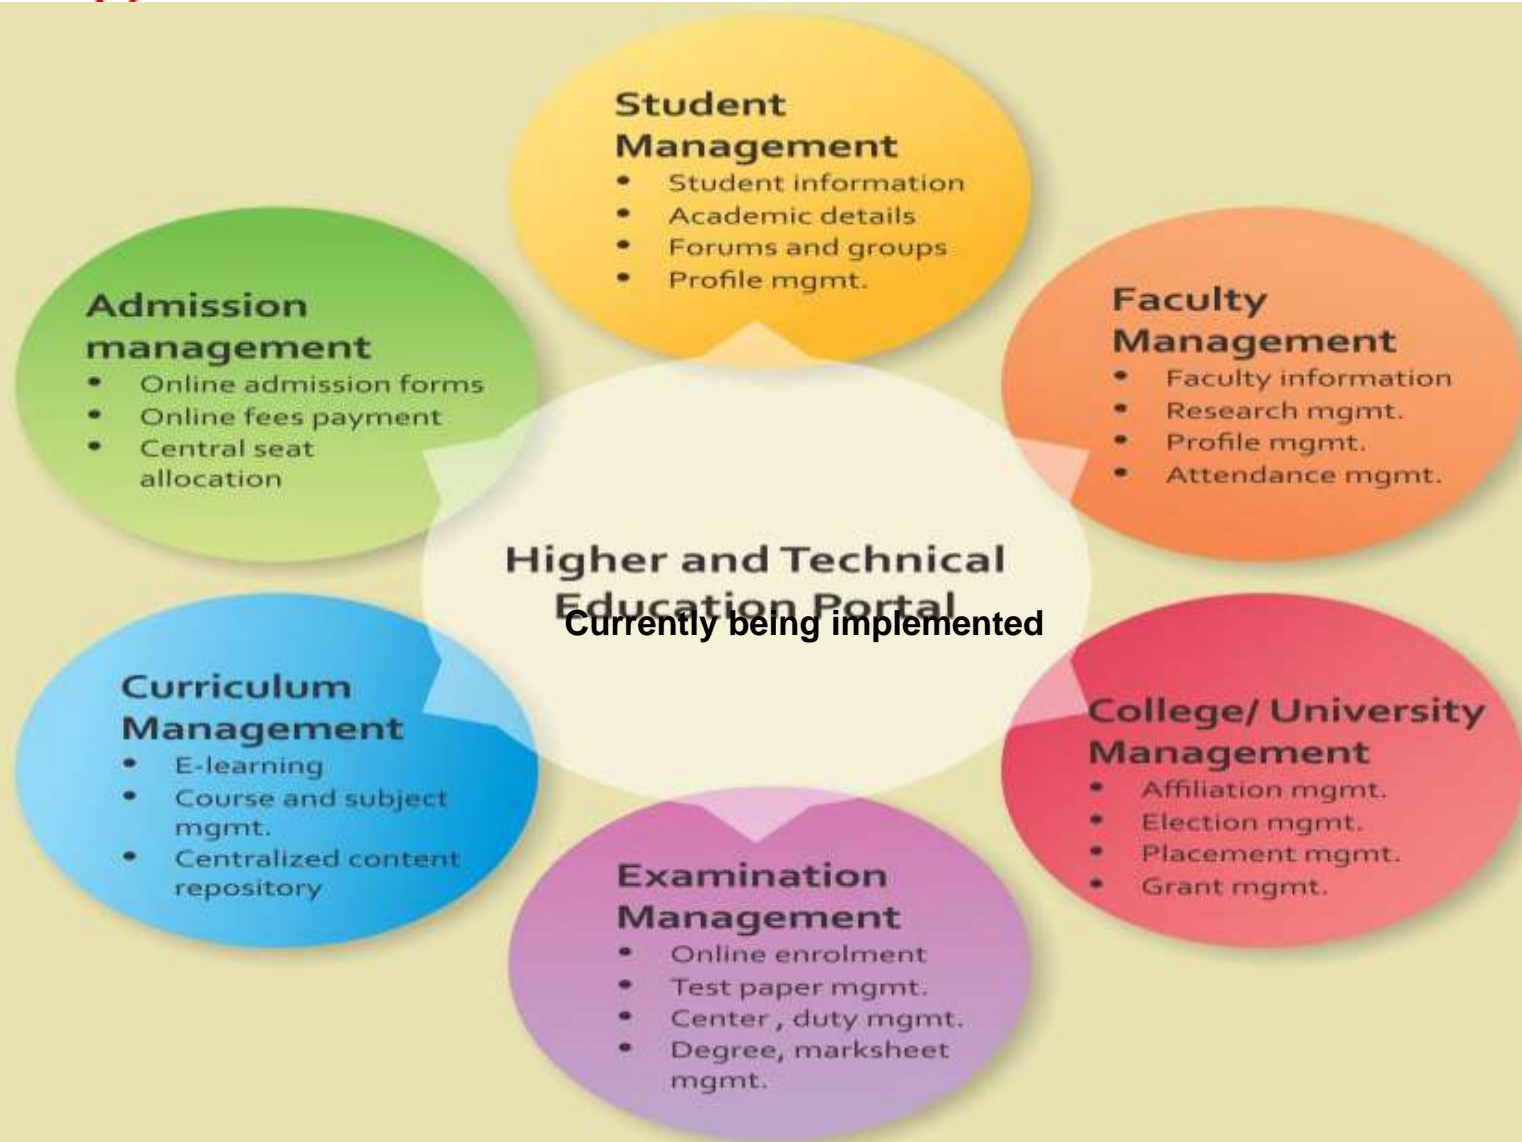 Student
Management
• Student information
• Academic details
• Forums and groups
• Profile mgmt.
Admission
management
• Online admission forms
• Online fees payment
• Central seat
allocation
Faculty
Management
• Faculty information
• Research mgmt.
• Profile mgmt.
• Attendance mgmt.
Higher and Technical
Education Portal
Currently being implemented
Curriculum
Management
• E-learning
• Course and subject
mgmt.
• Centralized content
repository
College/ University
Management
• Affiliation mgmt.
• Election mgmt.
• Placement mgmt.
• Grant mgmt.
Examination
Management
• Online enrolment
• Test paper mgmt.
• Center , duty mgmt.
• Degree, marksheet
mgmt.